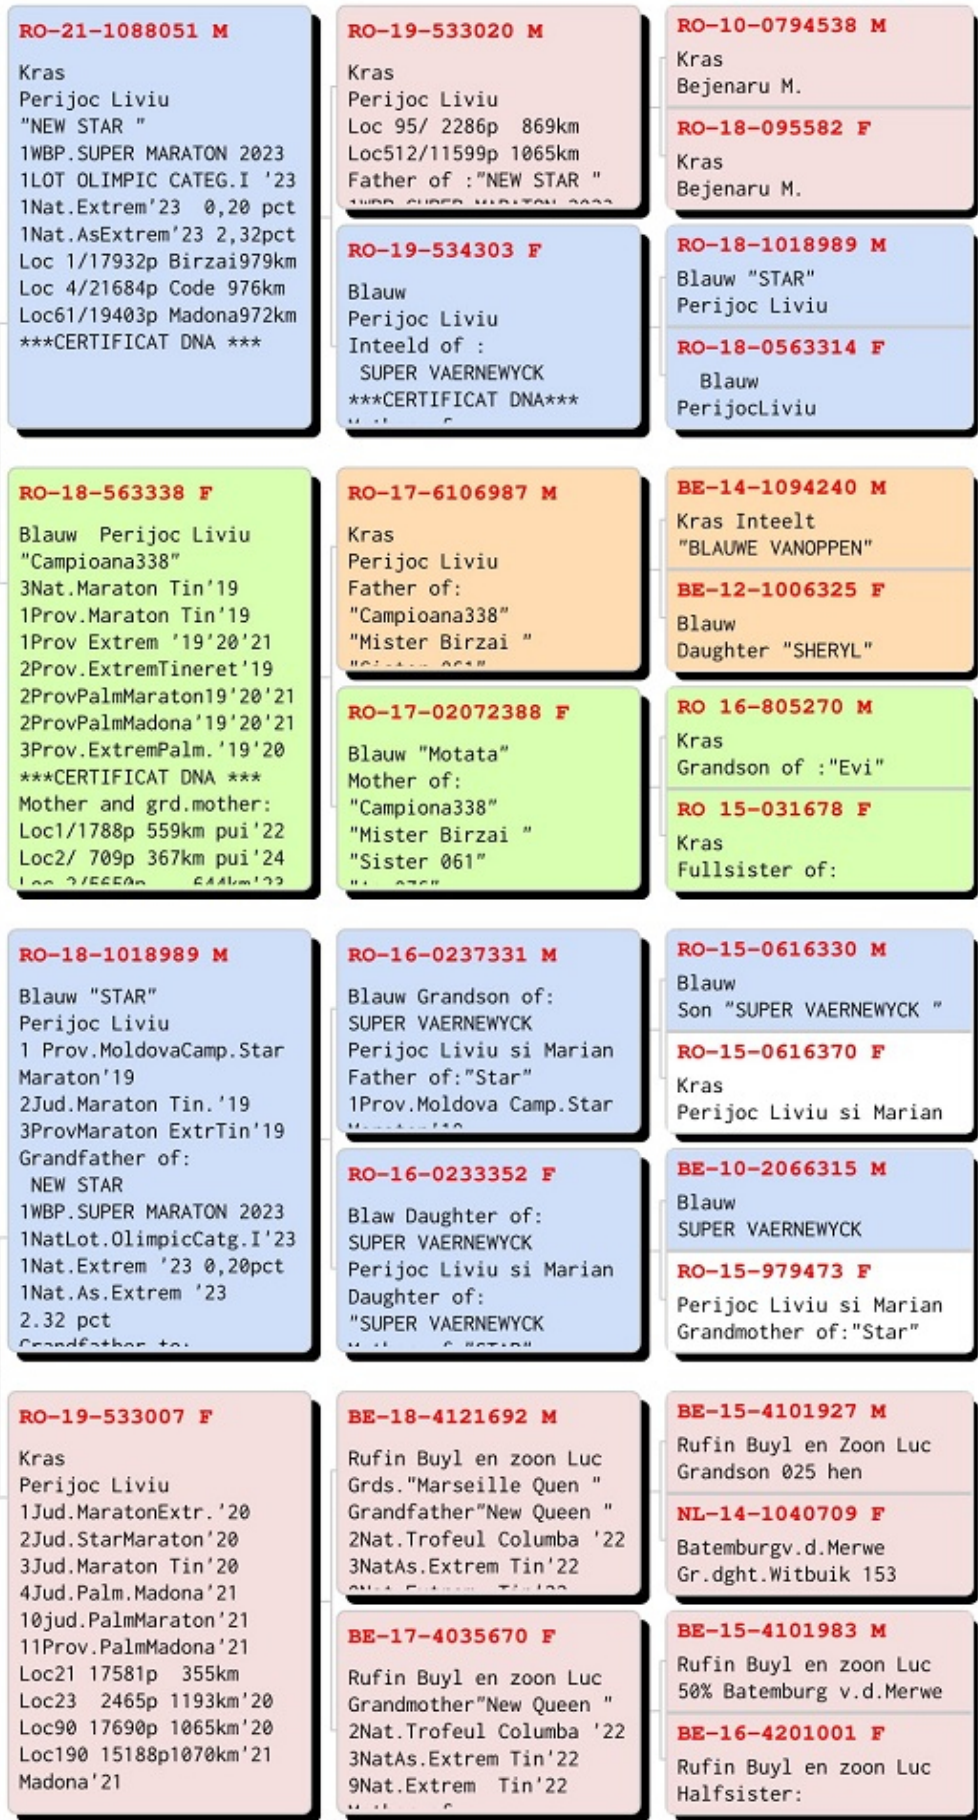 RO-21-1088051 M
Kras
Perijoc Liviu
"NEW STAR "
1WBP.SUPER MARATON 2023
1LOT OLIMPIC CATEG.I '23
1Nat.Extrem'23  0,20 pct
1Nat.AsExtrem'23 2,32pct
Loc 1/17932p Birzai979km
Loc 4/21684p Code 976km
Loc61/19403p Madona972km
***CERTIFICAT DNA ***
RO-18-563338 F
Blauw  Perijoc Liviu
"Campioana338"
3Nat.Maraton Tin'19
1Prov.Maraton Tin'19
1Prov Extrem '19'20'21
2Prov.ExtremTineret'19
2ProvPalmMaraton19'20'21
2ProvPalmMadona'19'20'21
3Prov.ExtremPalm.'19'20
***CERTIFICAT DNA ***
Mother and grd.mother:
Loc1/1788p 559km pui'22
Loc2/ 709p 367km pui'24
Loc 2/5650p    644km'23
RO-18-1018989 M
Blauw "STAR"
Perijoc Liviu
1 Prov.MoldovaCamp.Star
Maraton'19
2Jud.Maraton Tin.'19
3ProvMaraton ExtrTin'19
Grandfather of:
NEW STAR
1WBP.SUPER MARATON 2023
1NatLot.OlimpicCatg.I'23
1Nat.Extrem '23 0,20pct
1Nat.As.Extrem '23
2.32 pct
Grandfather to:
RO-19-533007 F
Kras
Perijoc Liviu
1Jud.MaratonExtr.'20
2Jud.StarMaraton'20
3Jud.Maraton Tin'20
4Jud.Palm.Madona'21
10jud.PalmMaraton'21
11Prov.PalmMadona'21
Loc21 17581p  355km
Loc23  2465p 1193km'20
Loc90 17690p 1065km'20
Loc190 15188p1070km'21
Madona'21
RO-19-533020 M
Kras
Perijoc Liviu
Loc 95/ 2286p  869km
Loc512/11599p 1065km
Father of :"NEW STAR "
1WBP.SUPER MARATON 2023
RO-19-534303 F
Blauw
Perijoc Liviu
Inteeld of :
SUPER VAERNEWYCK
***CERTIFICAT DNA***
RO-17-6106987 M
Kras
Perijoc Liviu
Father of:
"Campioana338"
"Mister Birzai "
"Sister 061"
RO-17-02072388 F
Blauw "Motata"
Mother of:
"Campiona338"
"Mister Birzai "
"Sister 061"
RO-16-0237331 M
Blauw Grandson of:
SUPER VAERNEWYCK
Perijoc Liviu si Marian
Father of:"Star"
1Prov.Moldova Camp.Star
Maraton'19
RO-16-0233352 F
Blaw Daughter of:
SUPER VAERNEWYCK
Perijoc Liviu si Marian
Daughter of:
"SUPER VAERNEWYCK
BE-18-4121692 M
Rufin Buyl en zoon Luc
Grds."Marseille Quen "
Grandfather"New Queen "
2Nat.Trofeul Columba '22
3NatAs.Extrem Tin'22
9Nat.Extrem  Tin'22
BE-17-4035670 F
Rufin Buyl en zoon Luc
Grandmother"New Queen "
2Nat.Trofeul Columba '22
3NatAs.Extrem Tin'22
9Nat.Extrem  Tin'22
RO-10-0794538 M
Kras
Bejenaru M.
RO-18-095582 F
Kras
Bejenaru M.
RO-18-1018989 M
Blauw "STAR"
Perijoc Liviu
RO-18-0563314 F
Blauw
PerijocLiviu
BE-14-1094240 M
Kras Inteelt
"BLAUWE VANOPPEN"
BE-12-1006325 F
Blauw
Daughter "SHERYL"
RO 16-805270 M
Kras
Grandson of :"Evi"
RO 15-031678 F
Kras
Fullsister of:
RO-15-0616330 M
Blauw
Son "SUPER VAERNEWYCK "
RO-15-0616370 F
Kras
Perijoc Liviu si Marian
BE-10-2066315 M
Blauw
SUPER VAERNEWYCK
RO-15-979473 F
Perijoc Liviu si Marian
Grandmother of:"Star"
BE-15-4101927 M
Rufin Buyl en Zoon Luc
Grandson 025 hen
NL-14-1040709 F
Batemburgv.d.Merwe
Gr.dght.Witbuik 153
BE-15-4101983 M
Rufin Buyl en zoon Luc
50% Batemburg v.d.Merwe
BE-16-4201001 F
Rufin Buyl en zoon Luc
Halfsister: